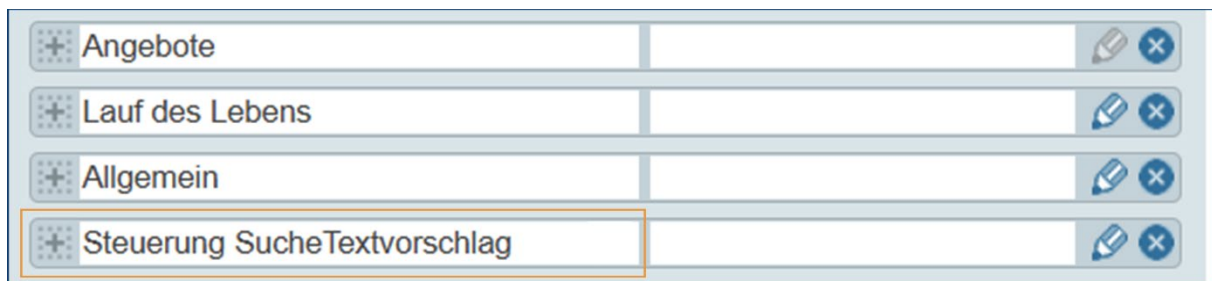 Angebote
Lauf des Lebens
Allgemein
Steuerung SucheTextvorschlag